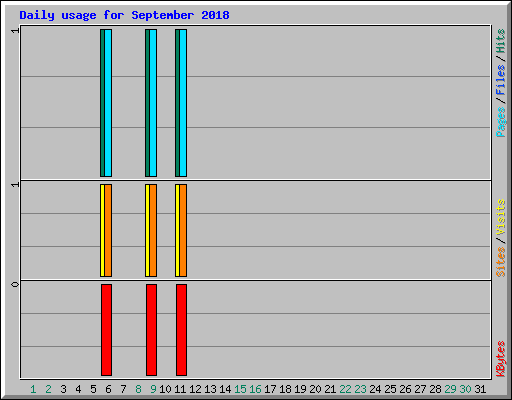 Daily usage for September 2018
1
1
0
Pages/Files/Hits
Sites/Visits
KBytes
1 2 3 4 5 6 7 8 9 10 11 12 13 14 15 16 17 18 19 20 21 22 23 24 25 26 27 28 29 30 31